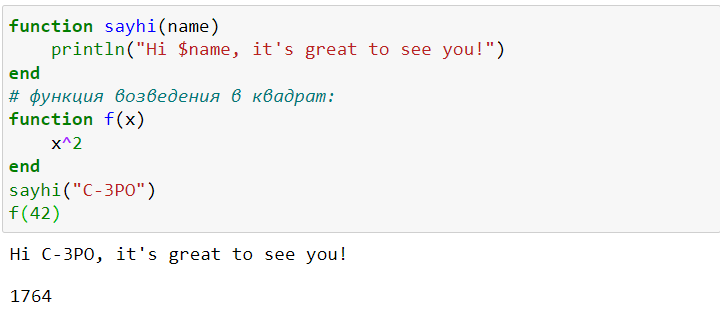 function sayhi(name)
    println("Hi $name, it's great to see you!")
end
# функция возведения в квадрат:
function f(x)
    x^2
end
sayhi("C-3PO")
f(42)
Hi C-3PO, it's great to see you!
1764